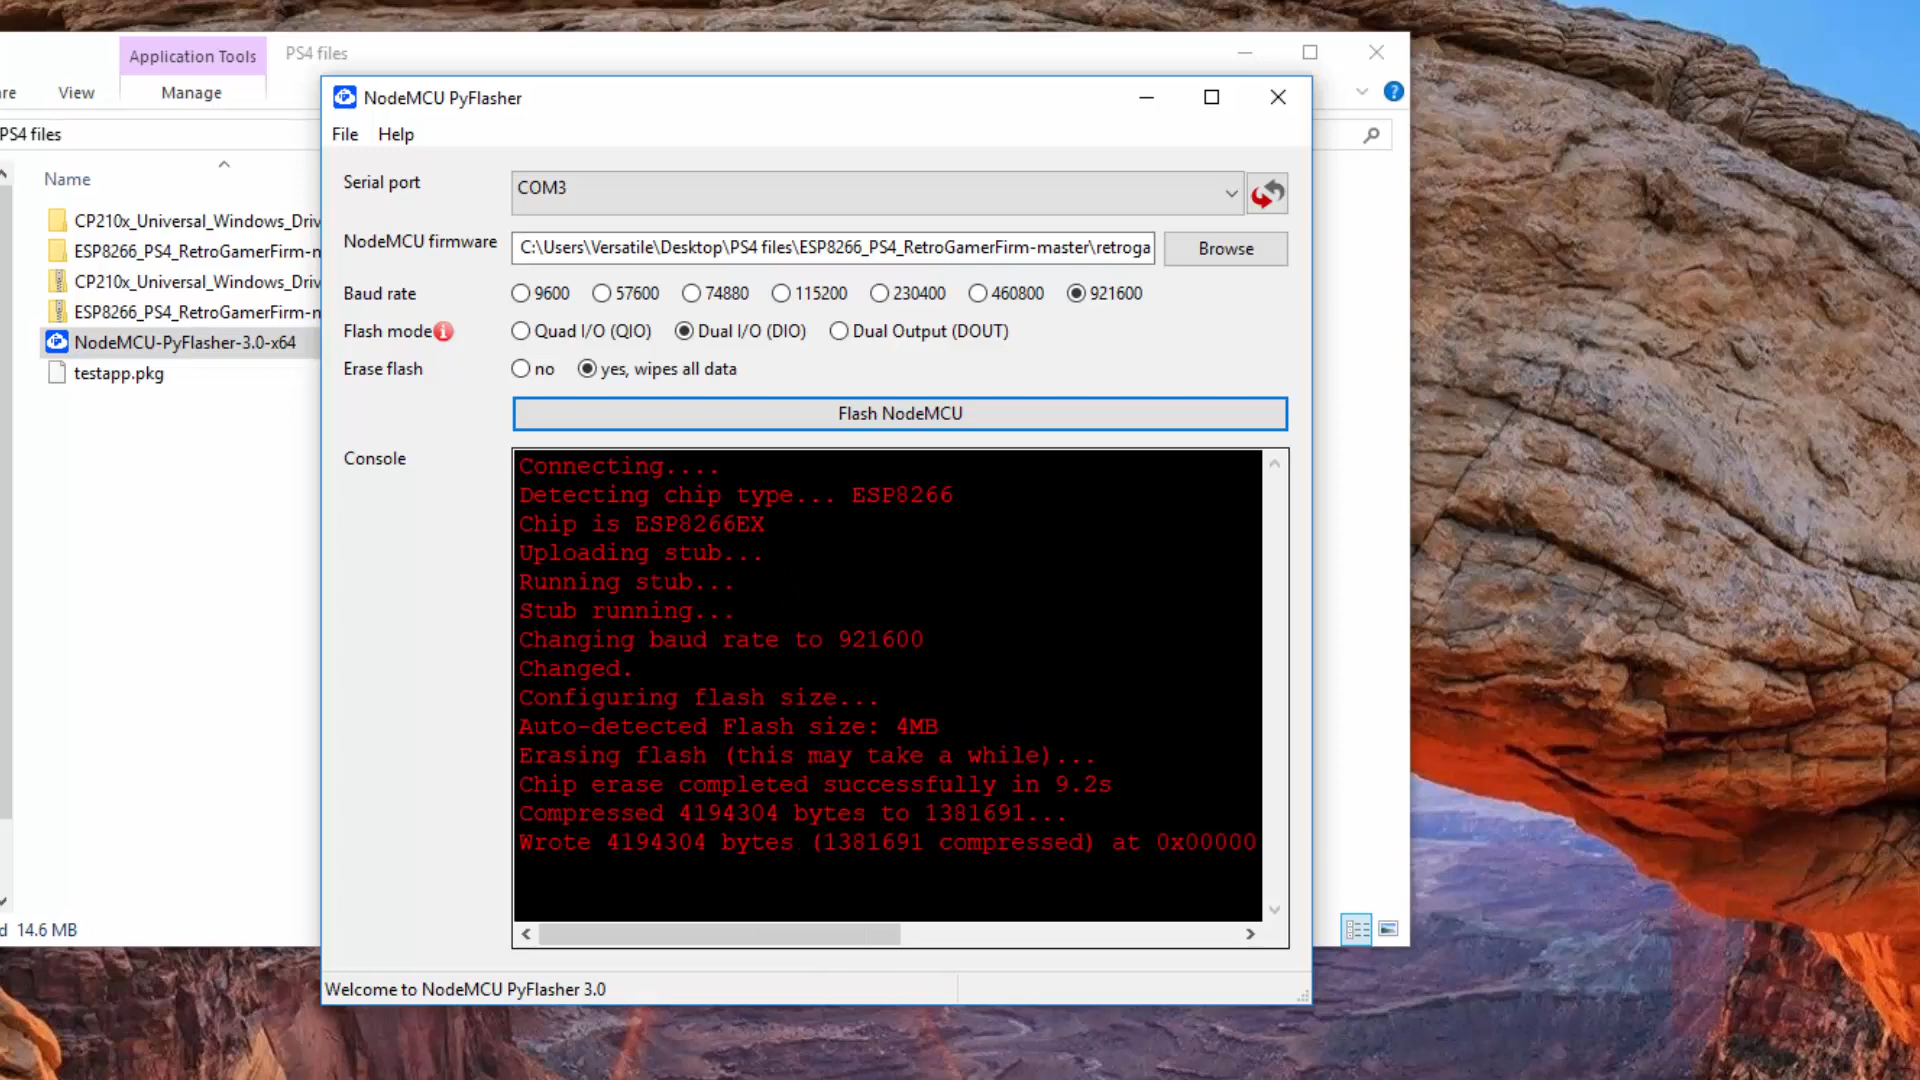 Application Tools
PS4 files
re
View
Manage
PS4 files
Name
CP210x_Universal_Windows_Driv
ESP8266_PS4_RetroGamerFirm-n
CP210x_Universal_Windows_Driv
ESP8266_PS4_RetroGamerFirm-n
NodeMCU-PyFlasher-3.0-x64
testapp.pkg
d 14.6 MB
NodeMCU PyFlasher
File Help
Serial port
COM3
NodeMCU firmware
C:\Users\Versatile\Desktop\PS4 files\ESP8266_PS4_RetroGamerFirm-master\retroga
Browse
Baud rate
9600 57600 74880 115200 230400 460800 921600
Flash mode
Quad I/O (QIO) Dual I/O (DIO) Dual Output (DOUT)
Erase flash
no yes, wipes all data
Flash NodeMCU
Console
Connecting....
Detecting chip type... ESP8266
Chip is ESP8266EX
Uploading stub...
Running stub...
Stub running...
Changing baud rate to 921600
Changed.
Configuring flash size...
Auto-detected Flash size: 4MB
Erasing flash (this may take a while)...
Chip erase completed successfully in 9.2s
Compressed 4194304 bytes to 1381691...
Wrote 4194304 bytes (1381691 compressed) at 0x00000
Welcome to NodeMCU PyFlasher 3.0